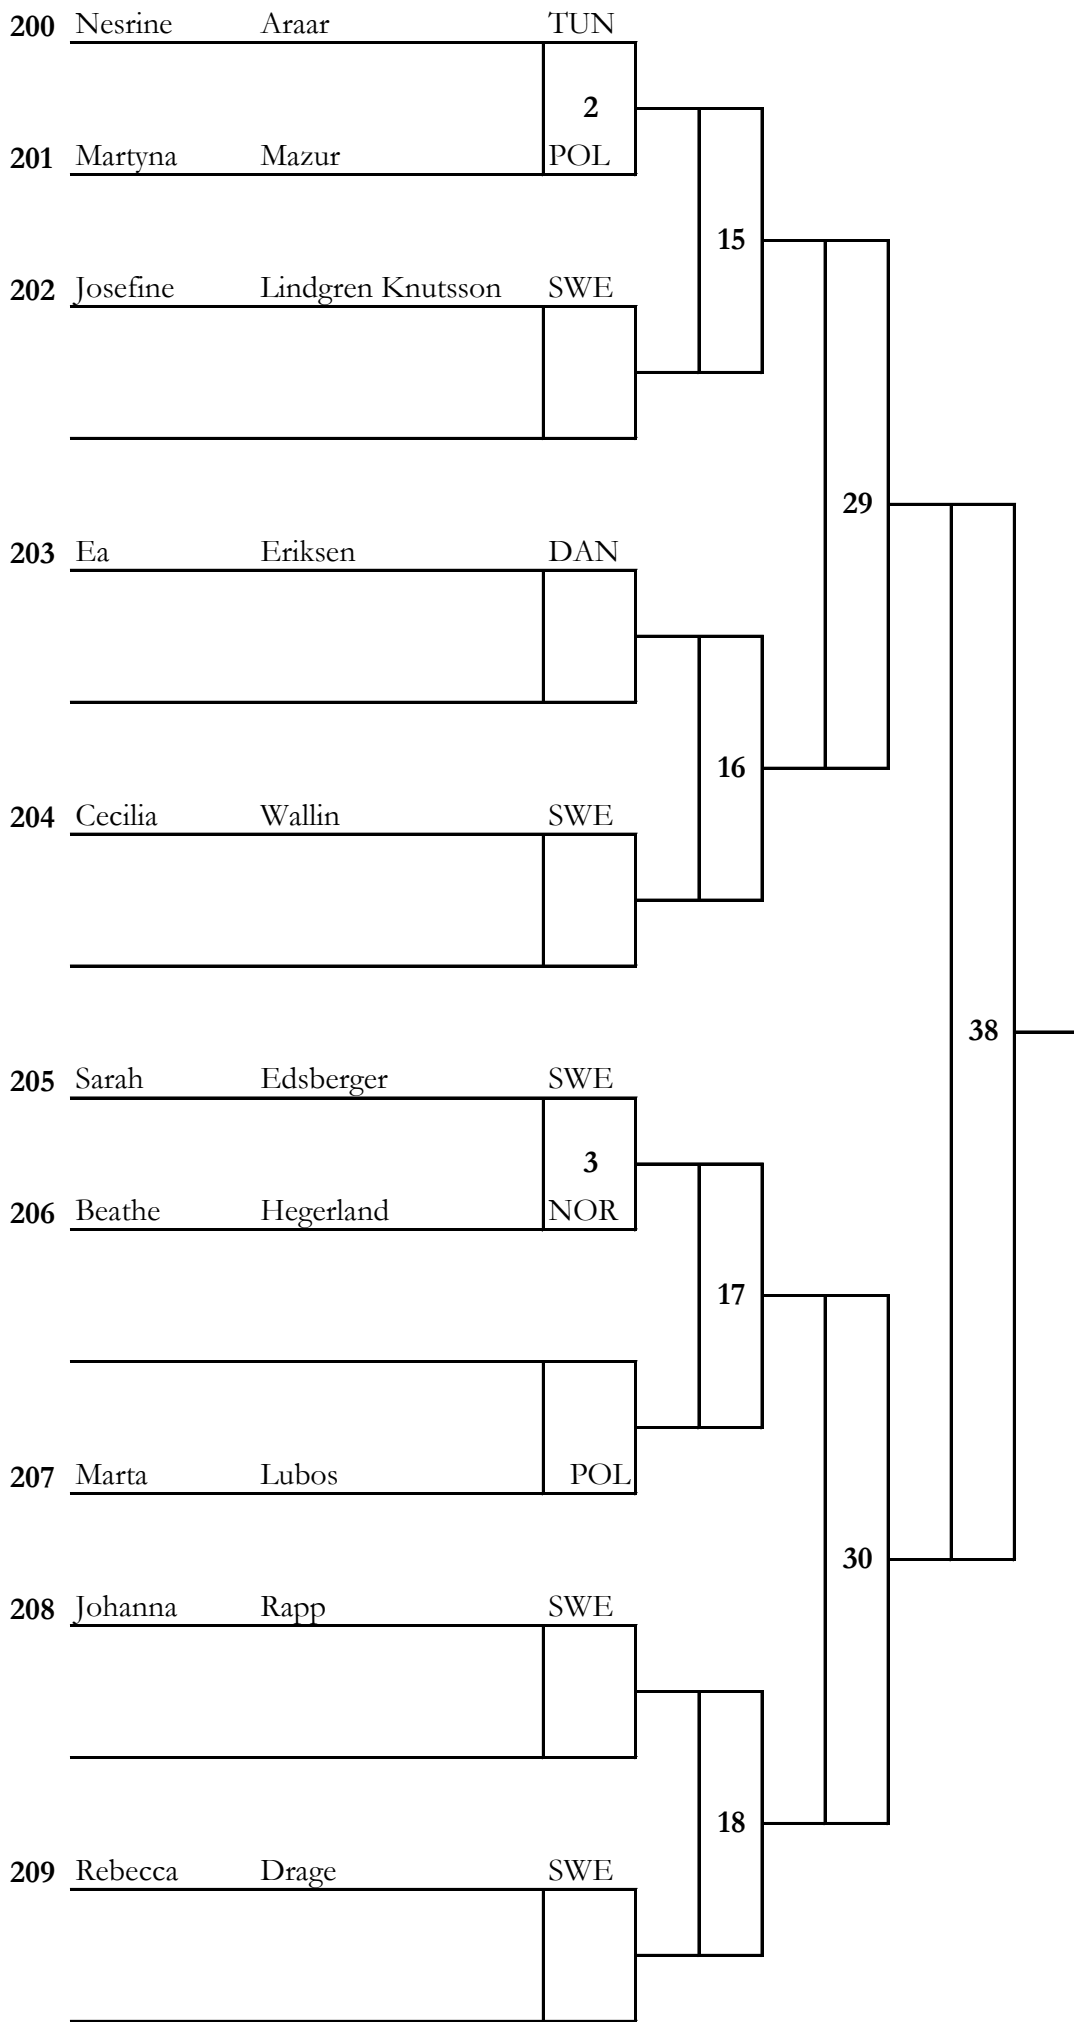 200 Nesrine Araar TUN
2
201 Martyna Mazur POL
15
202 Josefine Lindgren Knutsson SWE
29
203 Ea Eriksen DAN
16
204 Cecilia Wallin SWE
38
205 Sarah Edsberger SWE
3
206 Beathe Hegerland NOR
17
207 Marta Lubos POL
30
208 Johanna Rapp SWE
18
209 Rebecca Drage SWE